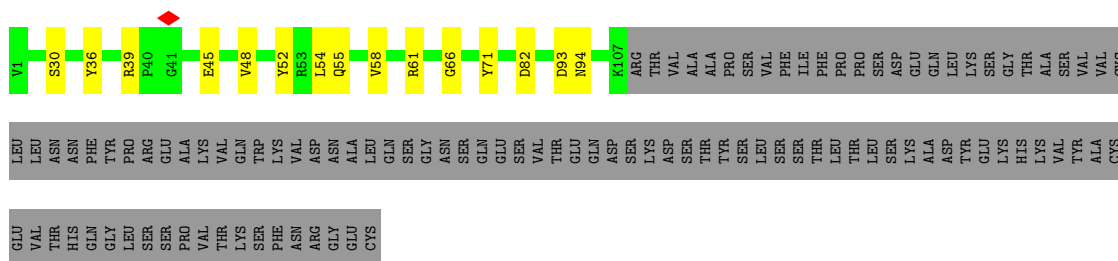 V1 S30 Y36 R39 P40 G41 E45 V48 Y52 R53 L54 Q55 V58 R61 G66 Y71 D82 D93 N94 K107 ARG THR VAL ALA ALA PRO SER VAL PHE ILE PHE PRO PRO SER ASP GLU GLN LEU LYS SER GLY THR ALA SER VAL VAL
LEU LEU ASN ASN PHE TYR PRO ARG GLU ALA LYS VAL GLN TRP LYS VAL ASP ASN ALA LEU GLN SER GLY ASN SER GLN GLU SER VAL THR GLU GLN ASP SER LYS ASP SER THR TYR SER LEU SER SER THR LEU THR LEU SER LYS ALA ASP TYR GLU LYS HIS LYS VAL TYR ALA CYS
GLU VAL THR HIS GLN GLY LEU SER SER PRO VAL THR LYS SER PHE ASN ARG GLY GLU CYS